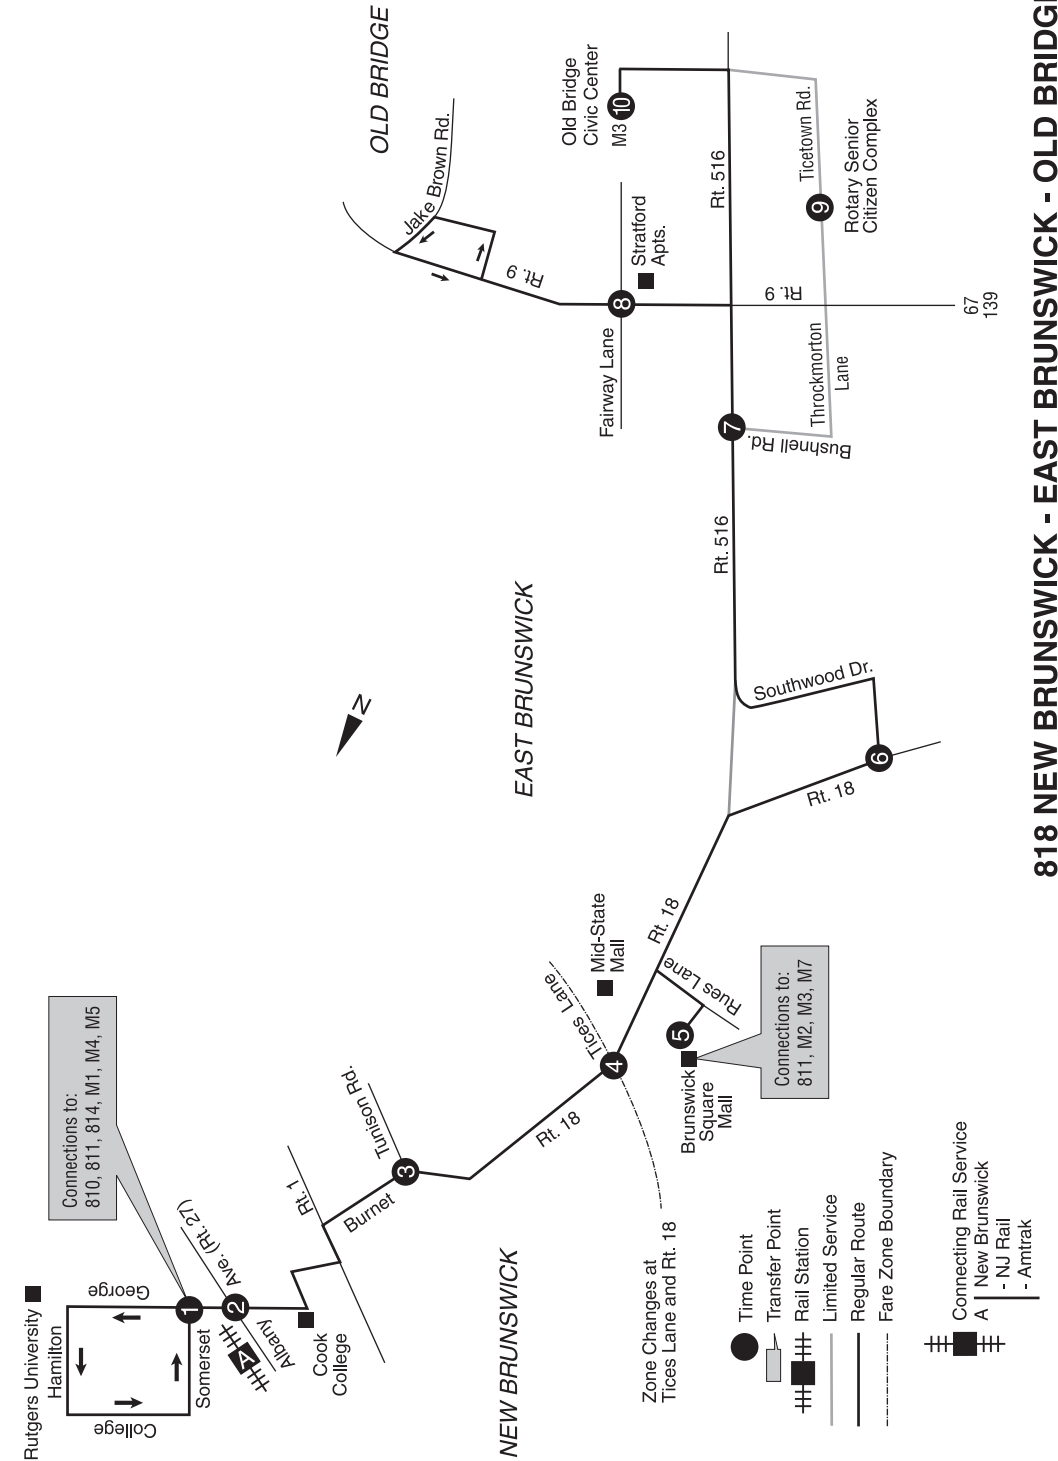 818 NEW BRUNSWICK - EAST BRUNSWICK - OLD BRIDGE
Rutgers University
Hamilton
George
College
Somerset
1
Connections to:
810, 811, 814, M1, M4, M5
2
Albany
Ave. (Rt. 27)
A
Cook
College
Rt. 1
Burnet
3
Tunison Rd.
NEW BRUNSWICK
Rt. 18
Tices Lane
4
Zone Changes at
Tices Lane and Rt. 18
Mid-State
Mall
5
Brunswick
Square
Mall
Rues Lane
Connections to:
811, M2, M3, M7
Rt. 18
Rt. 18
6
Southwood Dr.
N
EAST BRUNSWICK
Rt. 516
7
Bushnell Rd.
Throckmorton
Lane
Fairway Lane
8
Stratford
Apts.
Rt. 9
Rt. 9
67
139
Jake Brown Rd.
OLD BRIDGE
Rt. 516
Ticetown Rd.
9
Rotary Senior
Citizen Complex
Old Bridge
Civic Center
M3
10
Time Point
Transfer Point
Rail Station
Limited Service
Regular Route
Fare Zone Boundary
Connecting Rail Service
A New Brunswick
- NJ Rail
- Amtrak